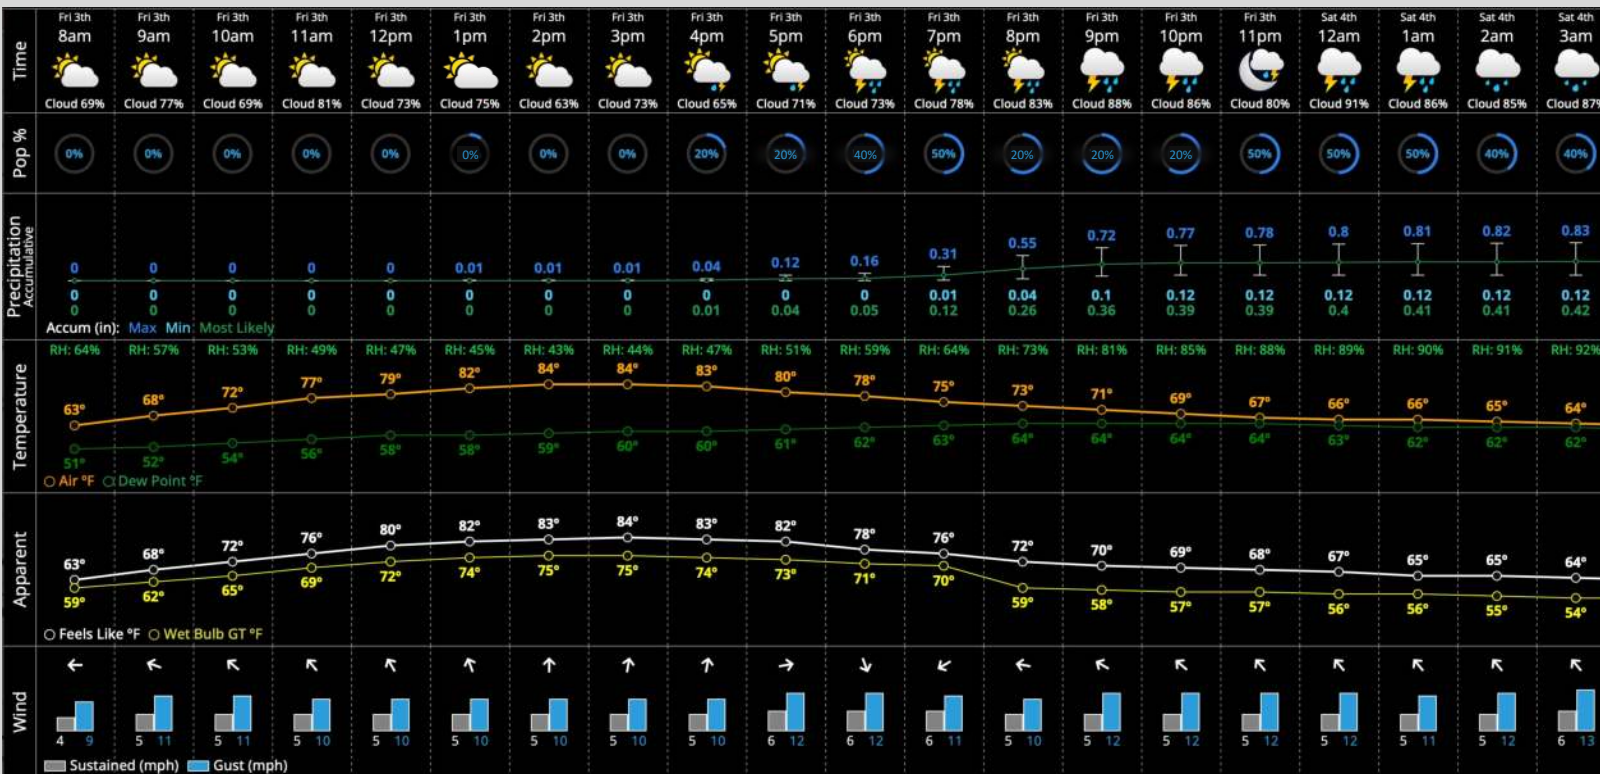 Fri 3th Fri 3th Fri 3th Fri 3th Fri 3th Fri 3th Fri 3th Fri 3th Fri 3th Fri 3th Fri 3th Fri 3th Fri 3th Fri 3th Fri 3th Fri 3th Sat 4th Sat 4th Sat 4th Sat 4th
Time 8am 9am 10am 11am 12pm 1pm 2pm 3pm 4pm 5pm 6pm 7pm 8pm 9pm 10pm 11pm 12am 1am 2am 3am
Cloud 69% Cloud 77% Cloud 69% Cloud 81% Cloud 73% Cloud 75% Cloud 63% Cloud 73% Cloud 65% Cloud 71% Cloud 73% Cloud 78% Cloud 83% Cloud 88% Cloud 86% Cloud 80% Cloud 91% Cloud 86% Cloud 85% Cloud 87%
Pop % 0% 0% 0% 0% 0% 0% 0% 0% 20% 20% 40% 50% 20% 20% 20% 50% 50% 50% 40% 40%
Precipitation
Accumulative
0 0 0 0 0 0.01 0.01 0.01 0.04 0.12 0.16 0.31 0.55 0.72 0.77 0.78 0.8 0.81 0.82 0.83
0 0 0 0 0 0 0 0 0 0 0 0.01 0.04 0.1 0.12 0.12 0.12 0.12 0.12 0.12
0 0 0 0 0 0 0 0 0.01 0.04 0.05 0.12 0.26 0.36 0.39 0.39 0.4 0.41 0.41 0.42
Accum (in): Max Min Most Likely
RH: 64% RH: 57% RH: 53% RH: 49% RH: 47% RH: 45% RH: 43% RH: 44% RH: 47% RH: 51% RH: 59% RH: 64% RH: 73% RH: 81% RH: 85% RH: 88% RH: 89% RH: 90% RH: 91% RH: 92%
Temperature
63° 68° 72° 77° 79° 82° 84° 84° 83° 80° 78° 75° 73° 71° 69° 67° 66° 66° 65° 64°
51° 52° 54° 56° 58° 58° 59° 60° 60° 61° 62° 63° 64° 64° 64° 64° 63° 62° 62° 62°
Air °F Dew Point °F
Apparent
63° 68° 72° 76° 80° 82° 83° 84° 83° 82° 78° 76° 72° 70° 69° 68° 67° 65° 65° 64°
59° 62° 65° 69° 72° 74° 75° 75° 74° 73° 71° 70° 59° 58° 57° 57° 56° 56° 55° 54°
Feels Like °F Wet Bulb GT °F
Wind
4 9 5 11 5 11 5 10 5 10 5 10 5 10 5 10 5 10 6 12 6 12 6 11 5 10 5 12 5 12 5 12 5 12 5 11 5 12 6 13
Sustained (mph) Gust (mph)